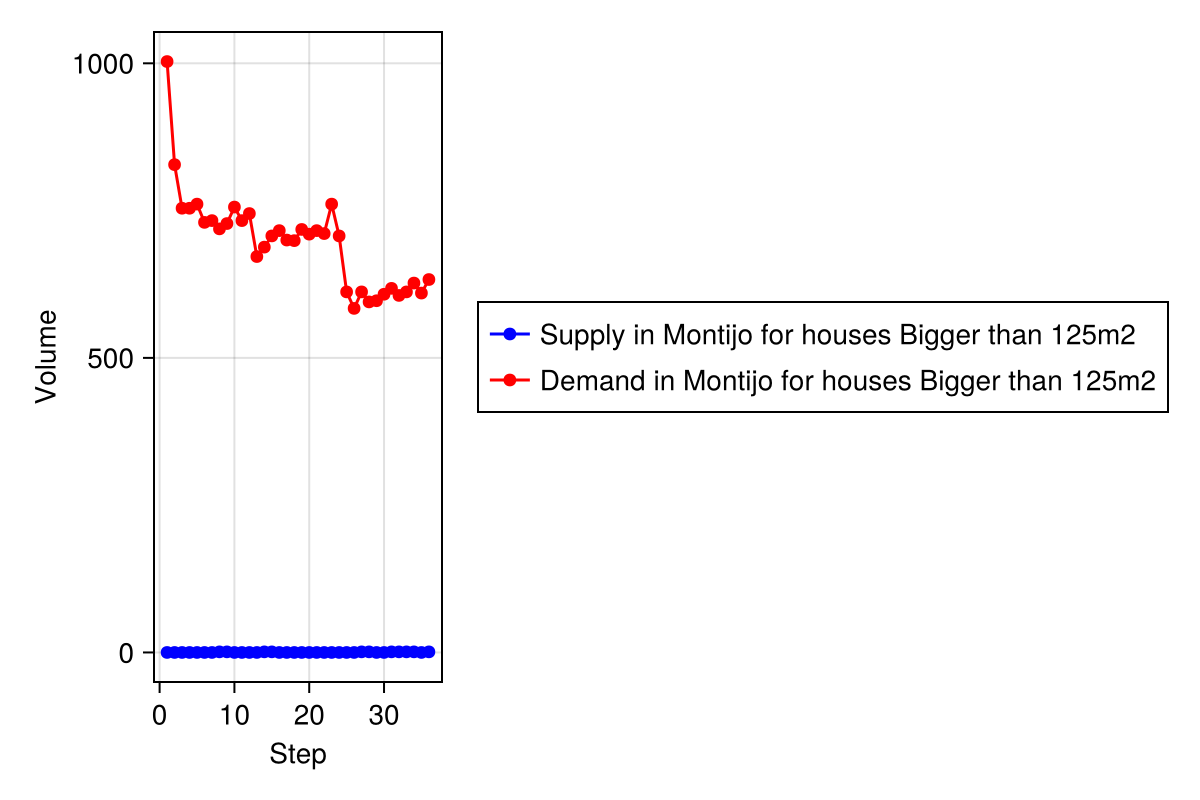 1000
500
0
Volume
0 10 20 30
Step
Supply in Montijo for houses Bigger than 125m2
Demand in Montijo for houses Bigger than 125m2